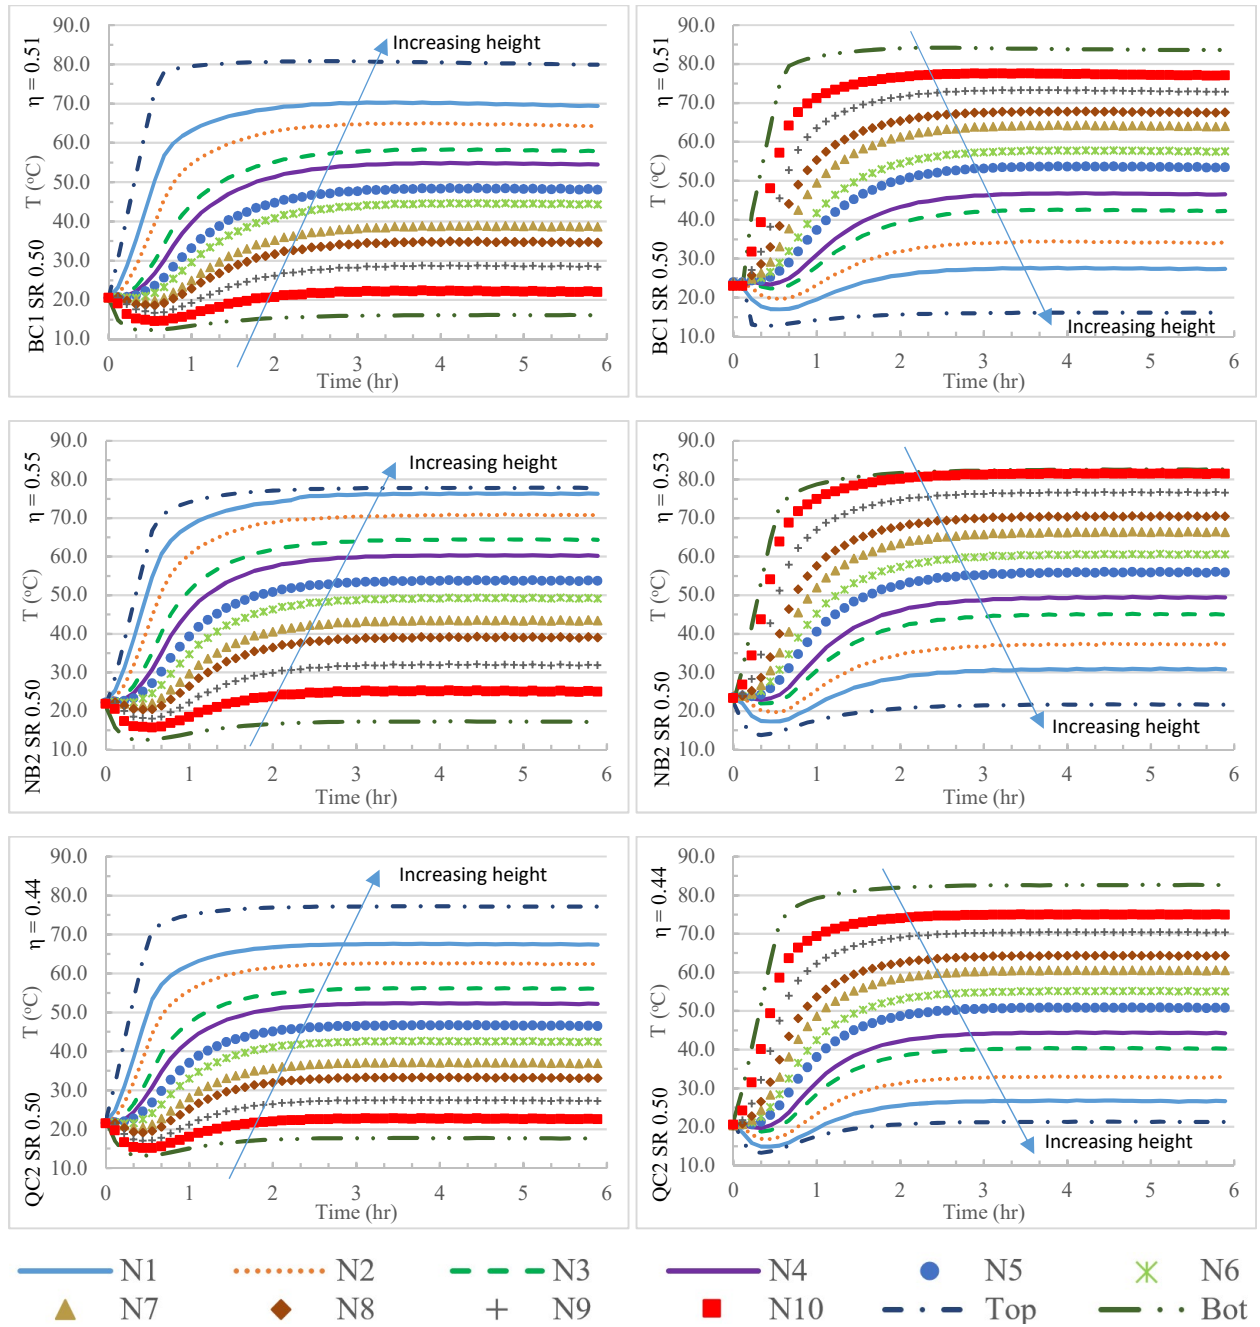 90.0
80.0
70.0
60.0
50.0
40.0
30.0
20.0
10.0
0 1 2 3 4 5 6
Time (hr)
BC1 SR 0.50 T (°C) η = 0.51
Increasing height
90.0
80.0
70.0
60.0
50.0
40.0
30.0
20.0
10.0
0 1 2 3 4 5 6
Time (hr)
BC1 SR 0.50 T (°C) η = 0.51
Increasing height
90.0
80.0
70.0
60.0
50.0
40.0
30.0
20.0
10.0
0 1 2 3 4 5 6
Time (hr)
NB2 SR 0.50 T (°C) η = 0.55
Increasing height
90.0
80.0
70.0
60.0
50.0
40.0
30.0
20.0
10.0
0 1 2 3 4 5 6
Time (hr)
NB2 SR 0.50 T (°C) η = 0.53
Increasing height
90.0
80.0
70.0
60.0
50.0
40.0
30.0
20.0
10.0
0 1 2 3 4 5 6
Time (hr)
QC2 SR 0.50 T (°C) η = 0.44
Increasing height
90.0
80.0
70.0
60.0
50.0
40.0
30.0
20.0
10.0
0 1 2 3 4 5 6
Time (hr)
QC2 SR 0.50 T (°C) η = 0.44
Increasing height
N1 N2 N3 N4 N5 N6
N7 N8 N9 N10 Top Bot